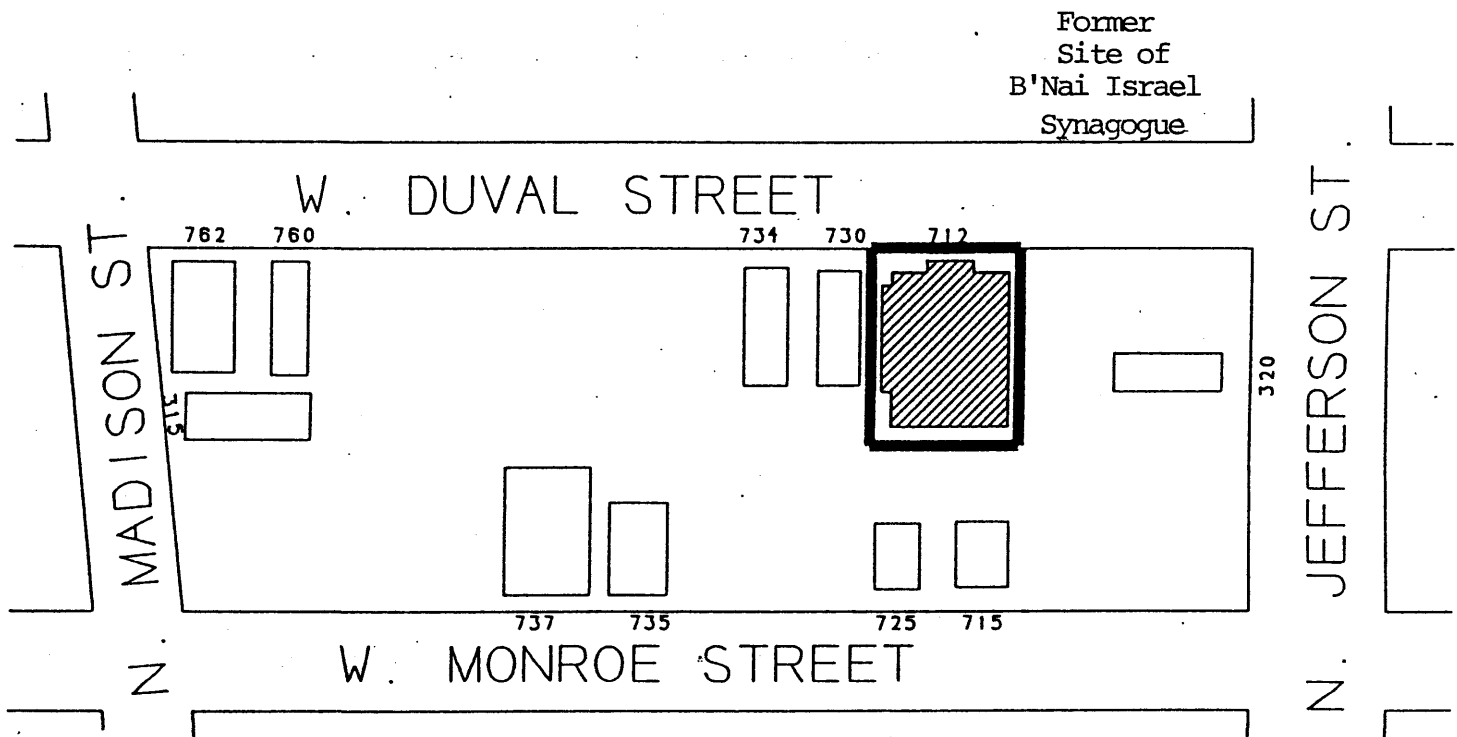 Former
Site of
B'Nai Israel
Synagogue
W. DUVAL STREET
762
760
734
730
712
N. MADISON ST.
315
320
N. JEFFERSON ST.
737
735
725
715
W. MONROE STREET